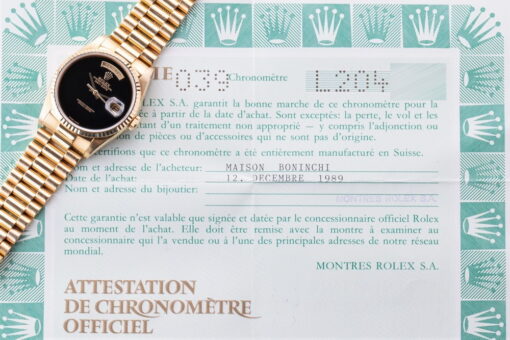 ME 039 Chronomètre L204
OLEX S.A. garantit la bonne marche de ce chronomètre pour la
ée à partir de la date d'achat. Sont exceptés: la perte, le vol et les
tant d'un traitement non approprié – y compris l'adjonction ou
on de pièces ou d'accessoires qui ne sont pas d'origine.
certifions que ce chronomètre a été entièrement manufacturé en Suisse.
Nom et adresse de l'acheteur: MAISON BONINCHI
Date de l'achat: 12. DECEMBRE 1989
Nom et adresse du bijoutier: MONTRES ROLEX S.A.
Cette garantie n'est valable que signée et datée par le concessionnaire officiel Rolex
au moment de l'achat. Elle doit être remise avec la montre à examiner au
concessionnaire qui l'a vendue ou à l'une des principales adresses de notre réseau
mondial.
MONTRES ROLEX S.A.
ATTESTATION
DE CHRONOMÈTRE
OFFICIEL